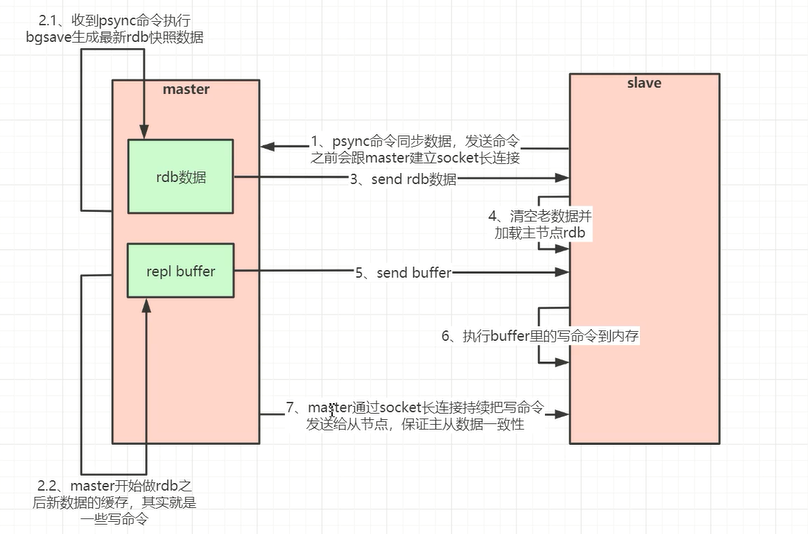 2.1、收到psync命令执行
bgsave生成最新rdb快照数据
master
slave
1、psync命令同步数据，发送命令
之前会跟master建立socket长连接
rdb数据
3、send rdb数据
4、清空老数据并
加载主节点rdb
repl buffer
5、send buffer
6、执行buffer里的写命令到内存
7、master通过socket长连接持续把写命令
发送给从节点，保证主从数据一致性
2.2、master开始做rdb之
后新数据的缓存，其实就是
一些写命令